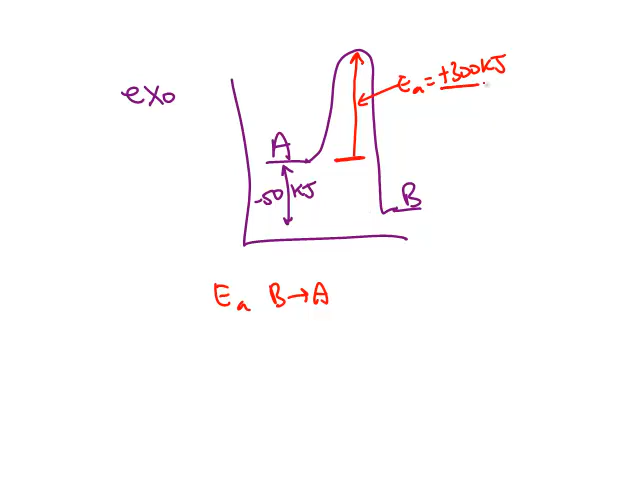 exo
Ea = +300KJ
A
-50 KJ
B
Ea B→A